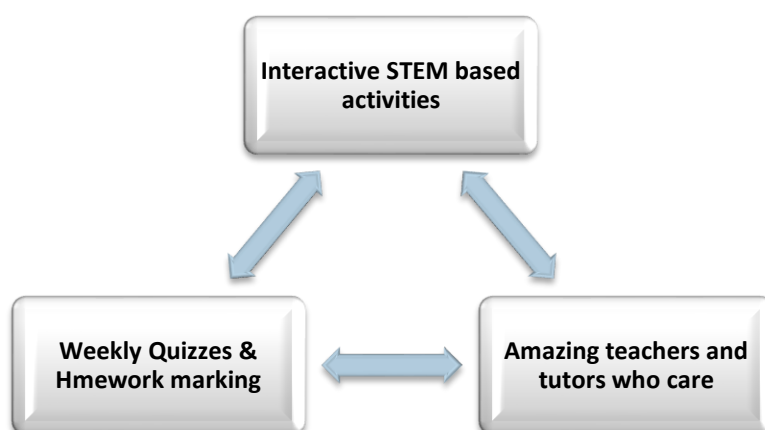 Interactive STEM based
activities
Weekly Quizzes &
Hmework marking
Amazing teachers and
tutors who care